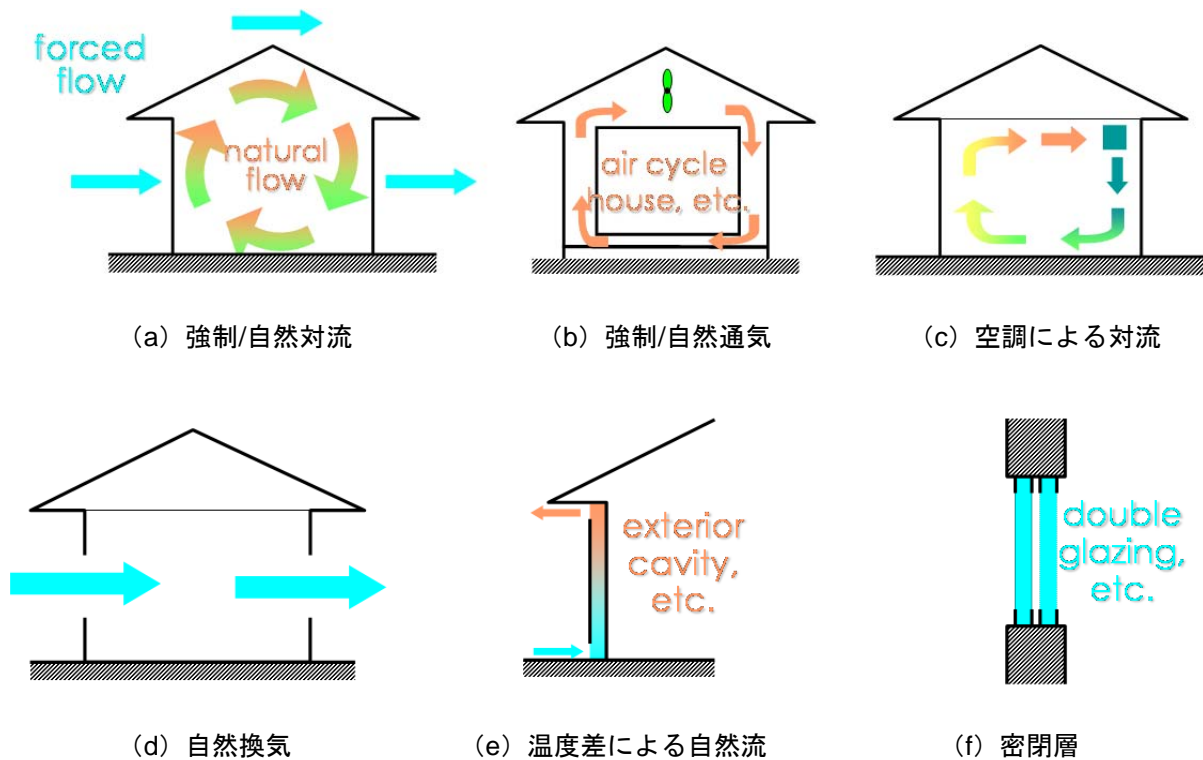 forced
flow
natural
flow
air cycle
house, etc.
(a）強制/自然対流
(b）強制/自然通気
(c）空調による対流
exterior
cavity,
etc.
double
glazing,
etc.
(d）自然換気
(e）温度差による自然流
(f）密閉層